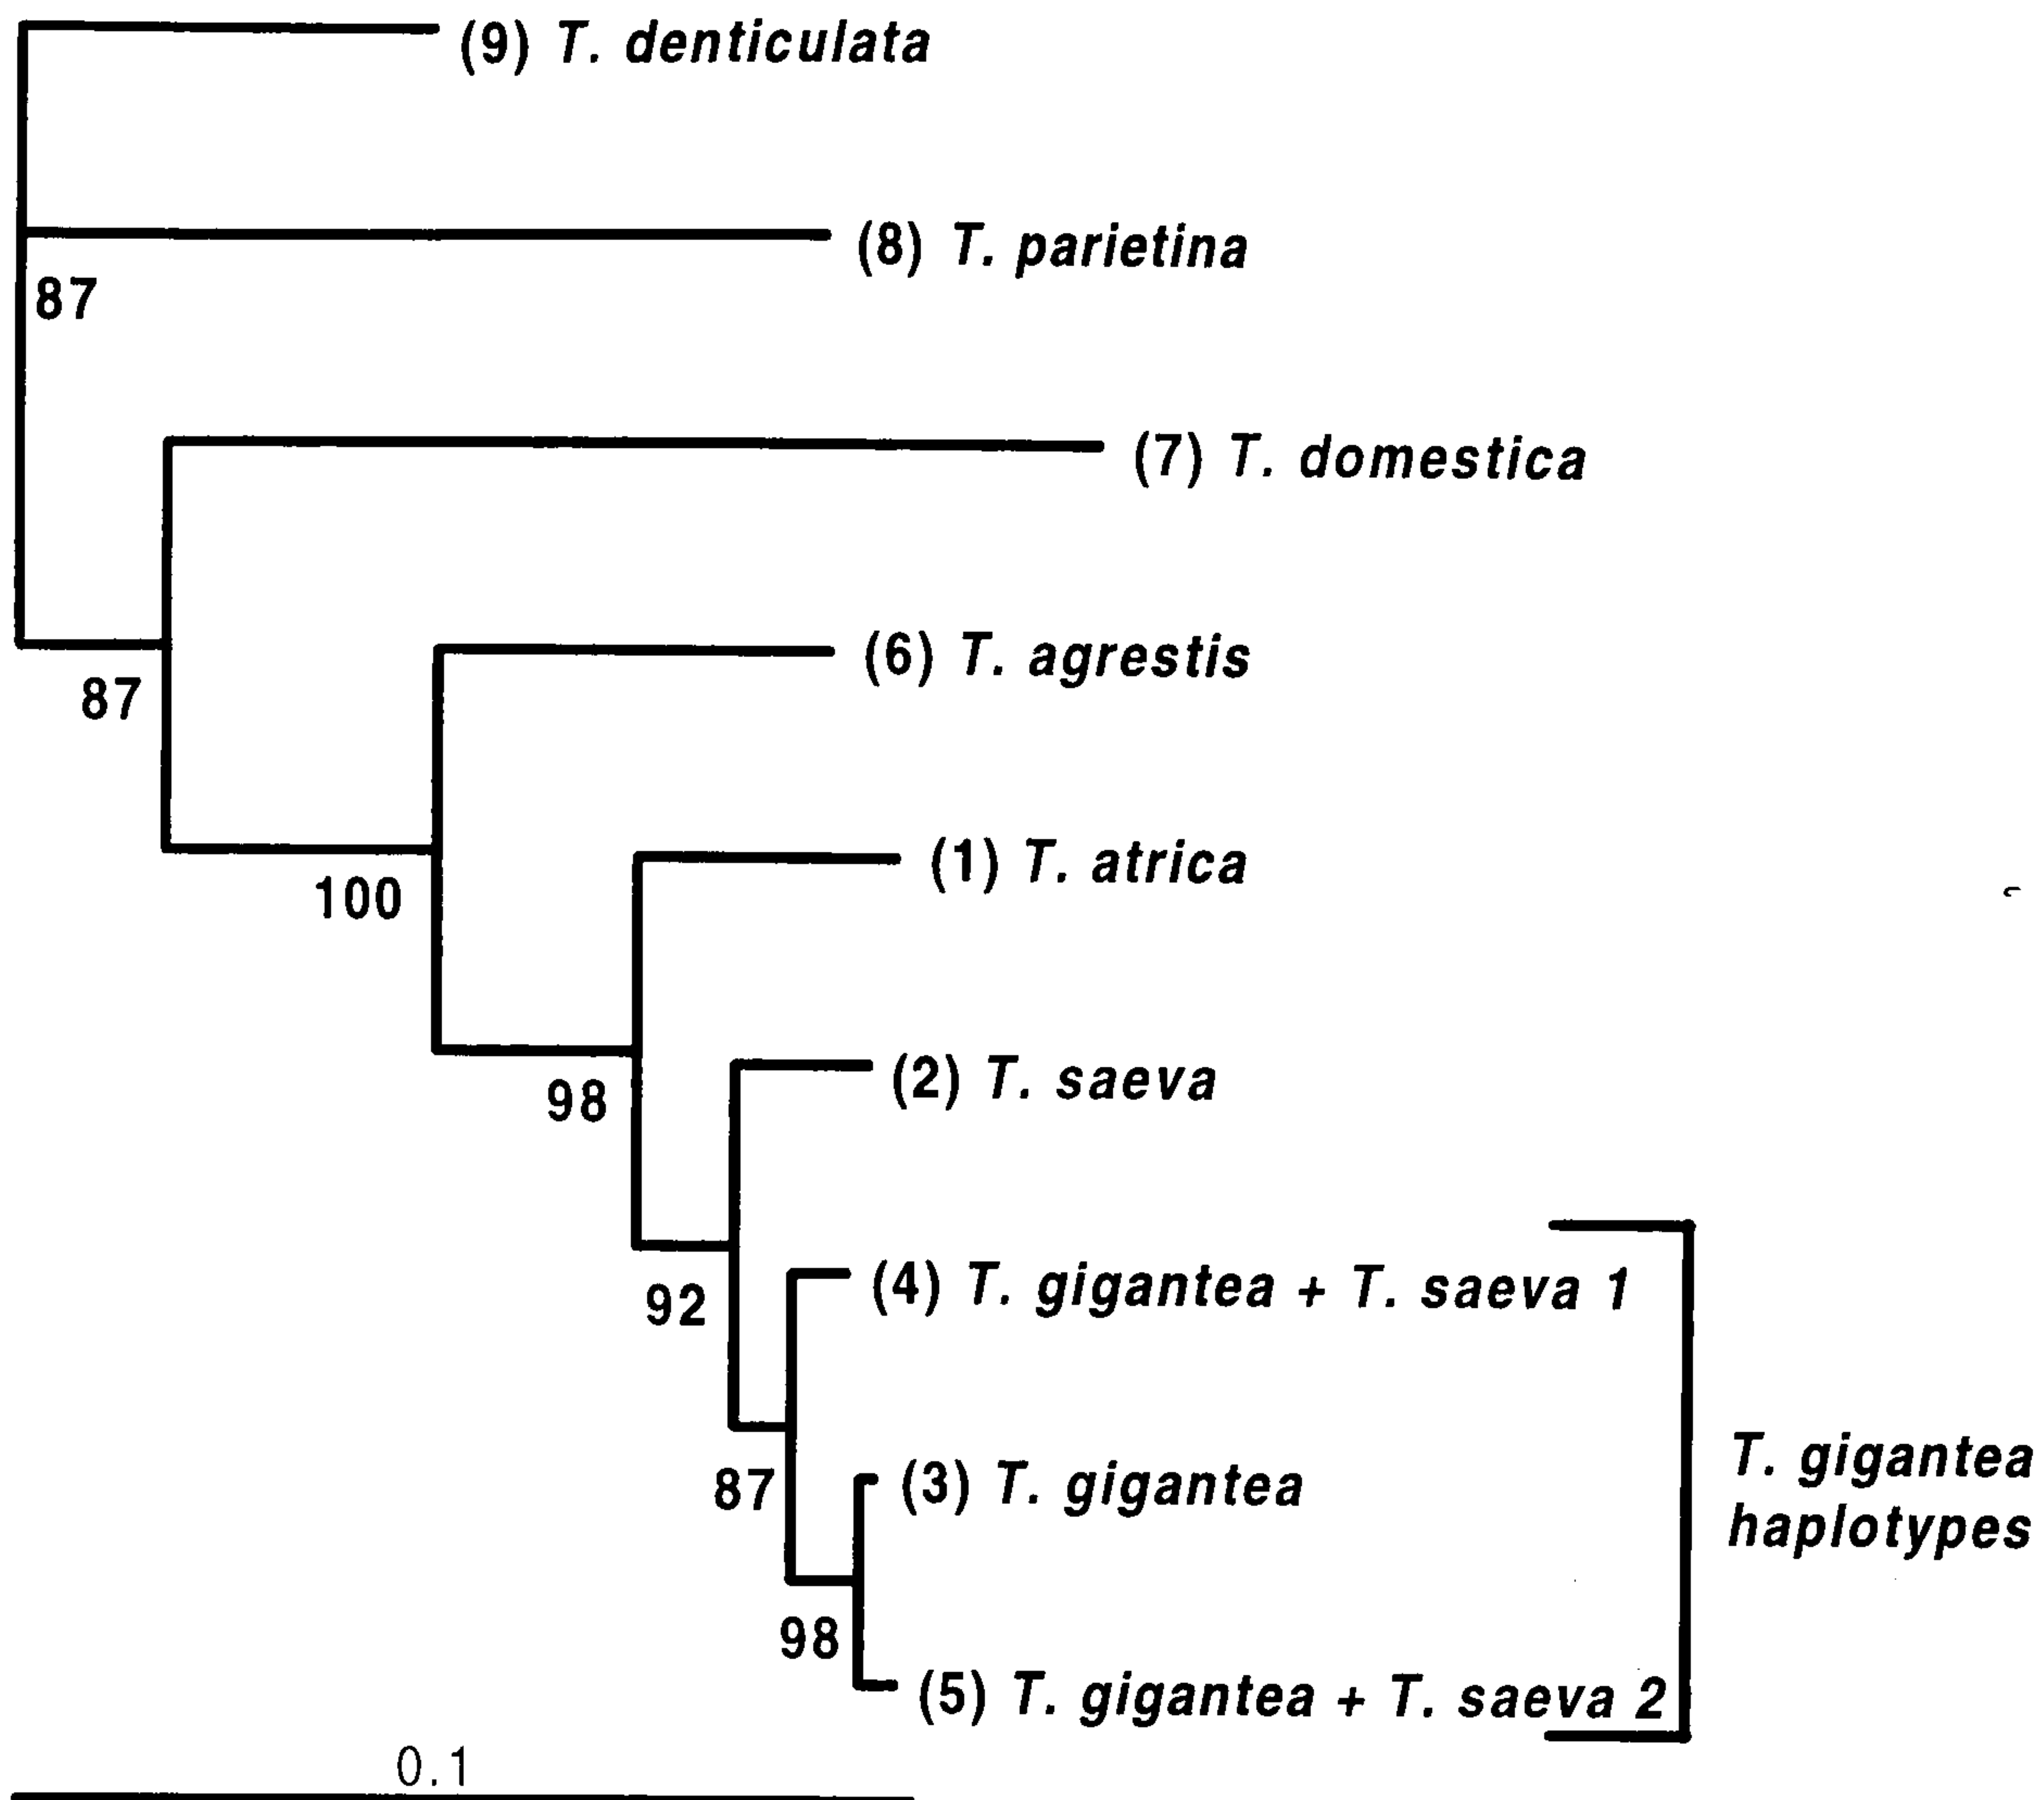 (9) T. denticulata
(8) T. parietina
87
(7) T. domestica
(6) T. agrestis
87
(1) T. atrica
100
(2) T. saeva
98
(4) T. gigantea + T. saeva 1
92
T. gigantea
haplotypes
(3) T. gigantea
87
98
(5) T. gigantea + T. saeva 2
0.1